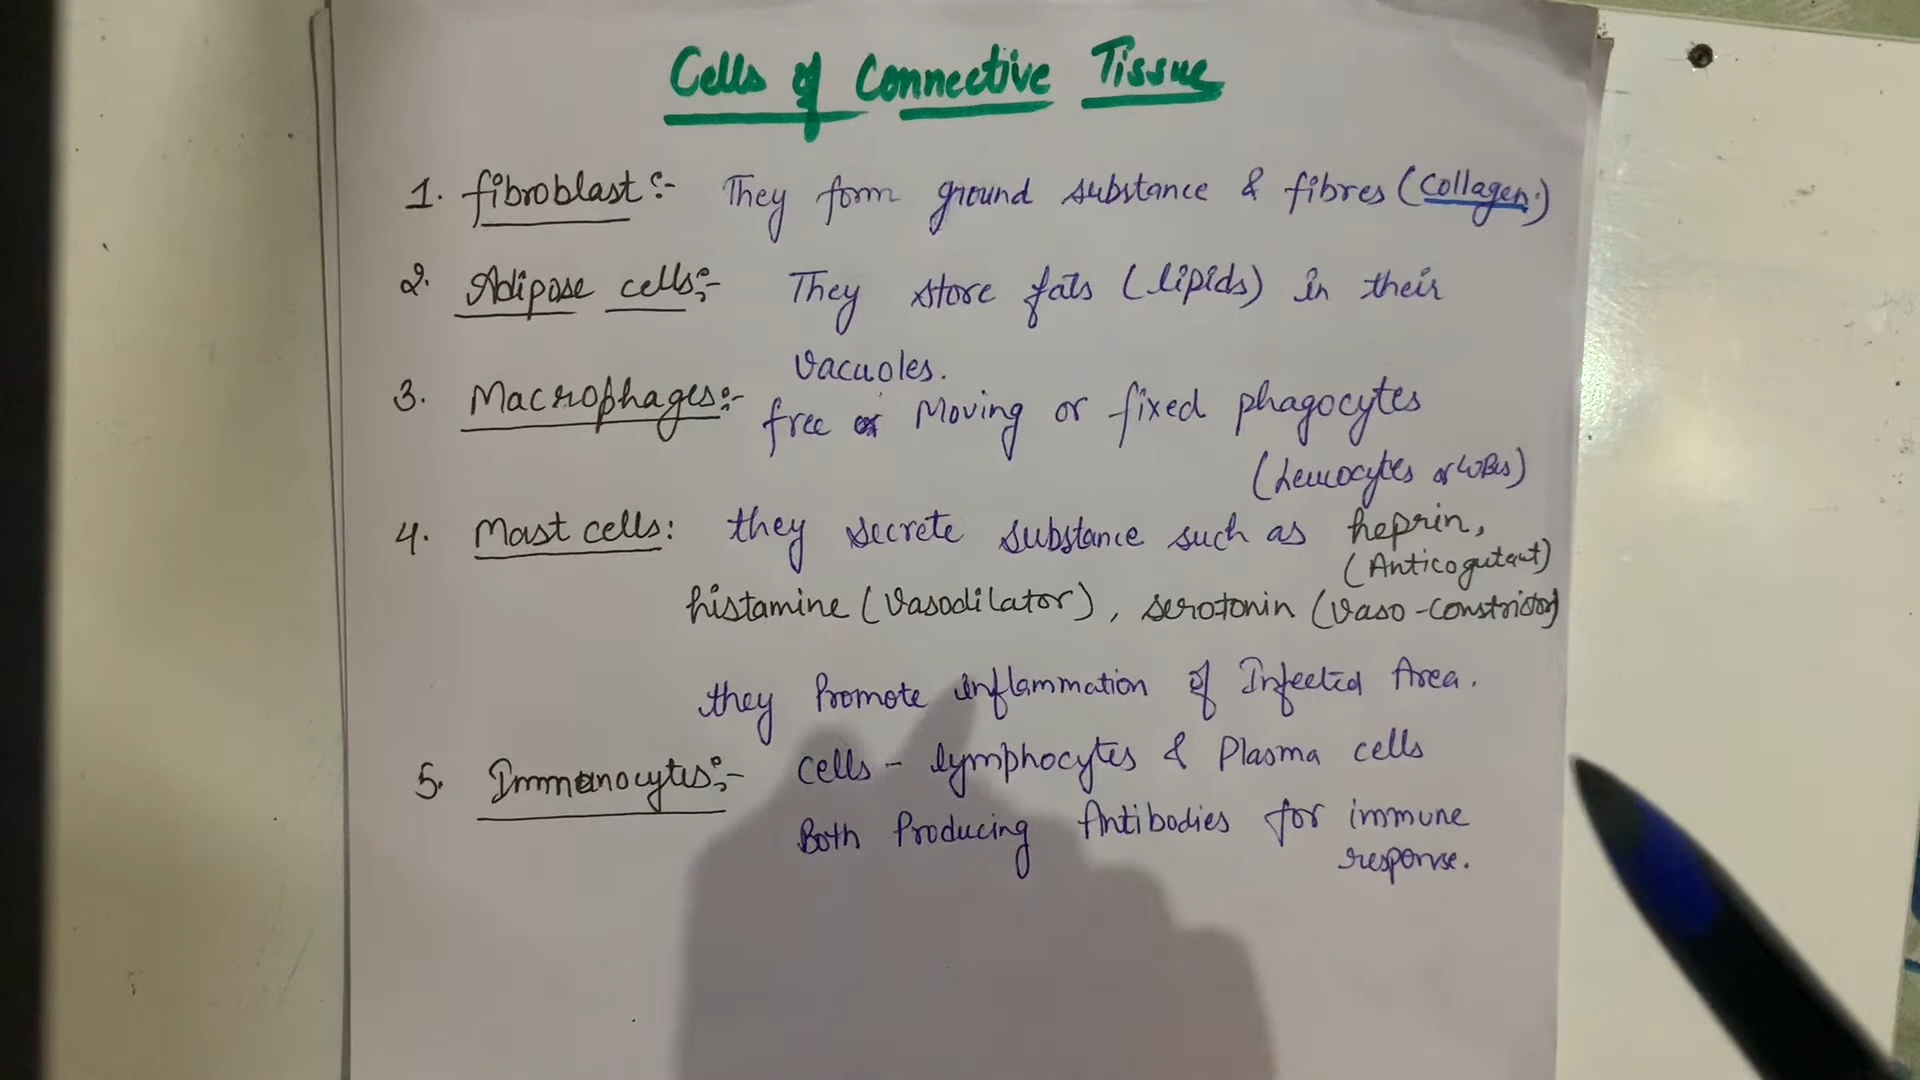 Cells of Connective Tissue
1. fibroblast :- They form ground substance & fibres (Collagen.)
2. Adipose cells:- They store fats (lipids) in their
vacuoles.
3. Macrophages:- free or Moving or fixed phagocytes
(Leucocytes or WBCs)
4. Mast cells: they secrete substance such as heprin,
(Anticogutant)
histamine (Vasodilator), serotonin (Vaso-constrictor)
they Promote inflammation of Infected Area.
5. Immunocytes:- Cells - lymphocytes & Plasma cells
Both Producing Antibodies for immune
response.